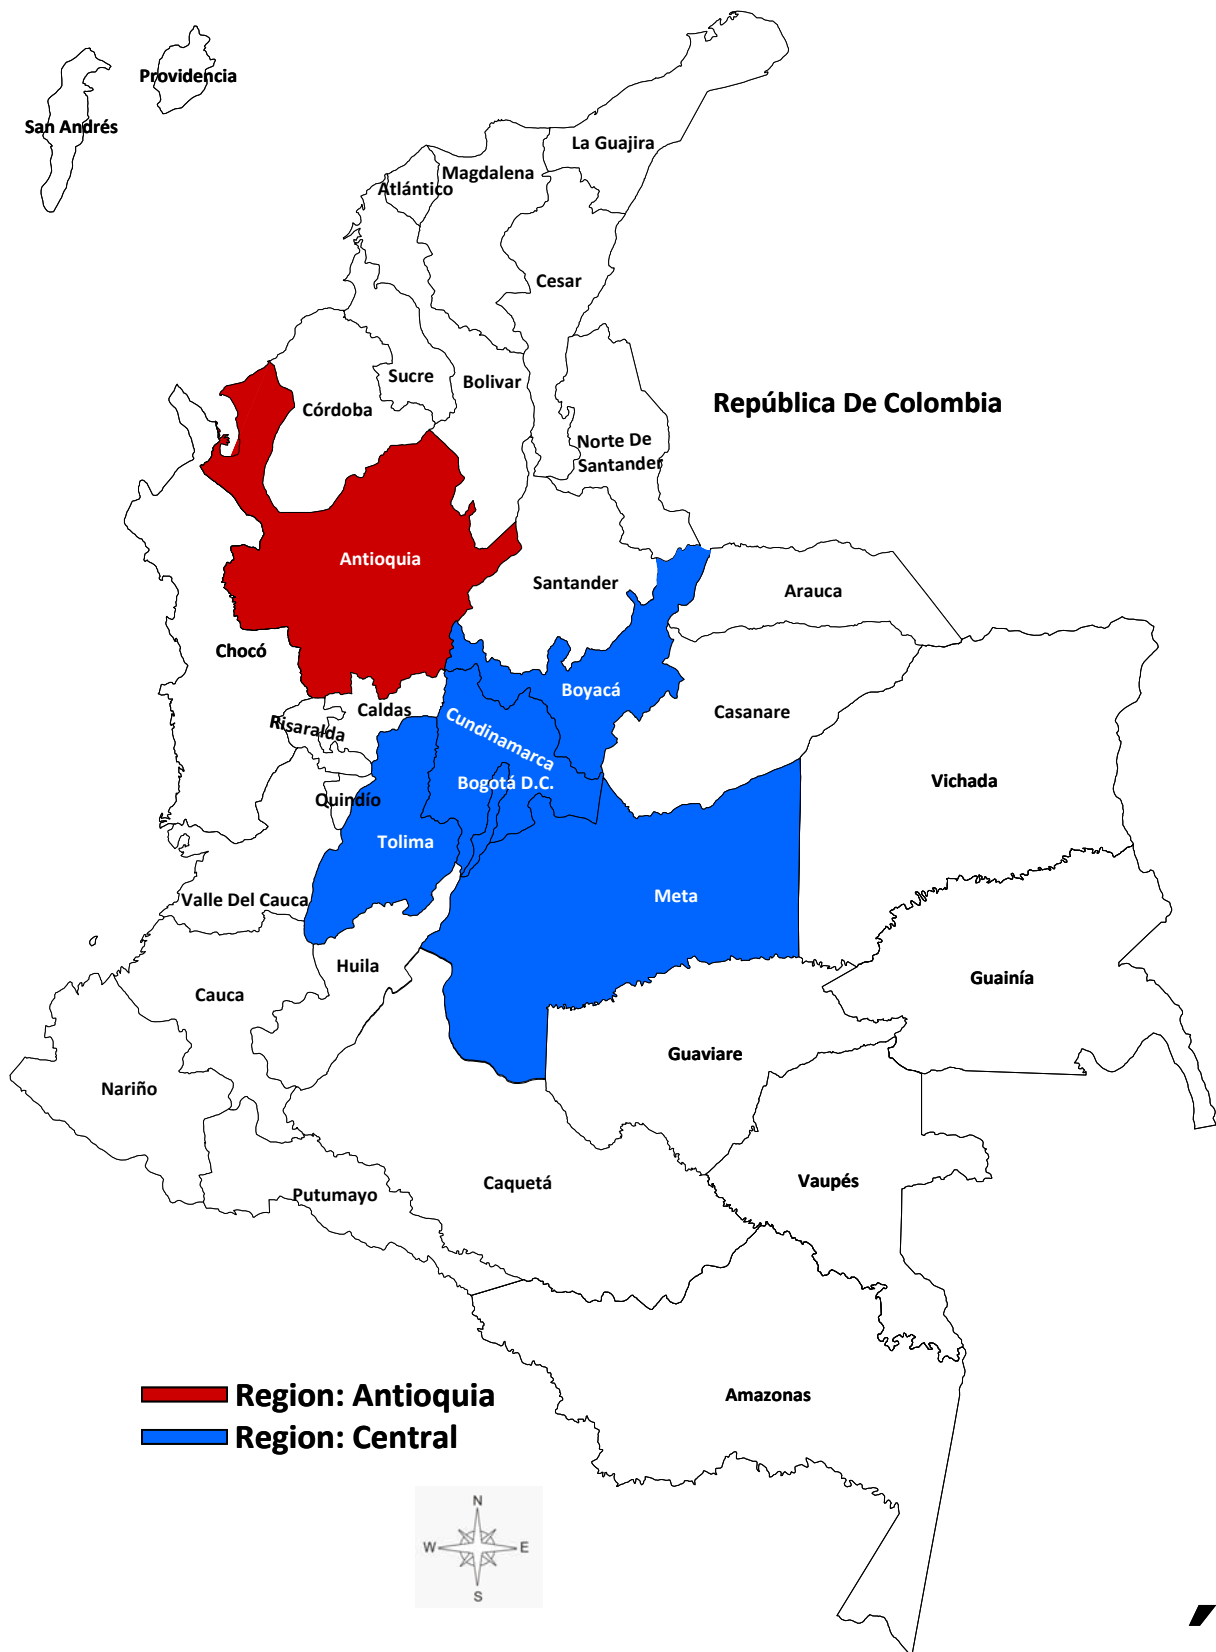 Providencia
San Andrés
La Guajira
Magdalena
Atlántico
Cesar
Sucre
Bolivar
Córdoba
República De Colombia
Norte De
Santander
Antioquia
Santander
Arauca
Chocó
Boyacá
Caldas
Casanare
Risaralda
Cundinamarca
Bogotá D.C.
Vichada
Quindío
Tolima
Valle Del Cauca
Meta
Huila
Guainía
Cauca
Guaviare
Nariño
Caquetá
Vaupés
Putumayo
Amazonas
Region: Antioquia
Region: Central
N
W E
S